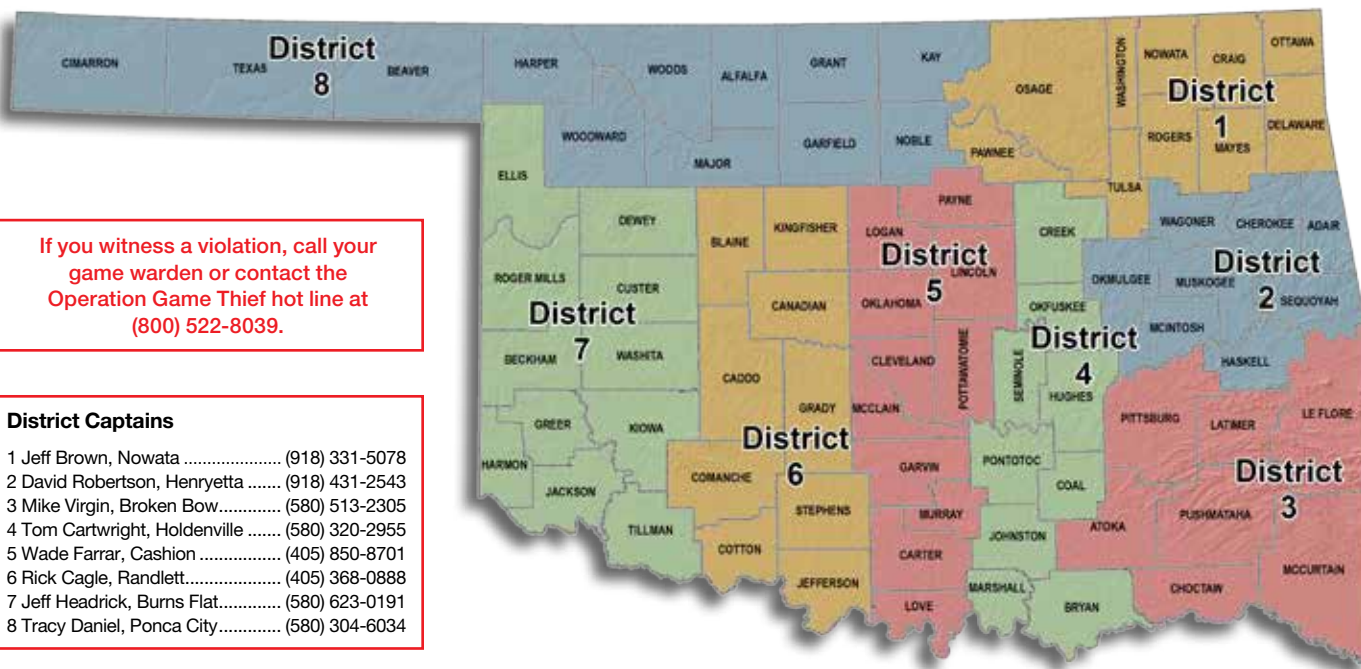 CIMARRON
TEXAS
BEAVER
District
8
HARPER
WOODS
ALFALFA
GRANT
KAY
WOODWARD
MAJOR
GARFIELD
NOBLE
OSAGE
WASHINGTON
NOWATA
CRAIG
OTTAWA
District
1
ROGERS
MAYES
DELAWARE
PAWNEE
TULSA
ELLIS
DEWEY
ROGER MILLS
CUSTER
District
7
BECKHAM
WASHITA
GREER
KIOWA
HARMON
JACKSON
TILLMAN
BLAINE
KINGFISHER
CANADIAN
CADDO
GRADY
District
6
COMANCHE
STEPHENS
COTTON
JEFFERSON
PAYNE
LOGAN
District
5
LINCOLN
OKLAHOMA
CLEVELAND
POTTAWATOMIE
MCCLAIN
GARVIN
MURRAY
CARTER
LOVE
CREEK
OKFUSKEE
District
4
SEMINOLE
HUGHES
PONTOTOC
COAL
JOHNSTON
MARSHALL
BRYAN
WAGONER
CHEROKEE
ADAIR
OKMULGEE
MUSKOGEE
District
2
SEQUOYAH
MCINTOSH
HASKELL
PITTSBURG
LATIMER
LE FLORE
District
3
ATOKA
PUSHMATAHA
CHOCTAW
MCCURTAIN
If you witness a violation, call your
game warden or contact the
Operation Game Thief hot line at
(800) 522-8039.
District Captains
1 Jeff Brown, Nowata ..................... (918) 331-5078
2 David Robertson, Henryetta ....... (918) 431-2543
3 Mike Virgin, Broken Bow............. (580) 513-2305
4 Tom Cartwright, Holdenville ....... (580) 320-2955
5 Wade Farrar, Cashion .................. (405) 850-8701
6 Rick Cagle, Randlett.................... (405) 368-0888
7 Jeff Headrick, Burns Flat............. (580) 623-0191
8 Tracy Daniel, Ponca City............. (580) 304-6034